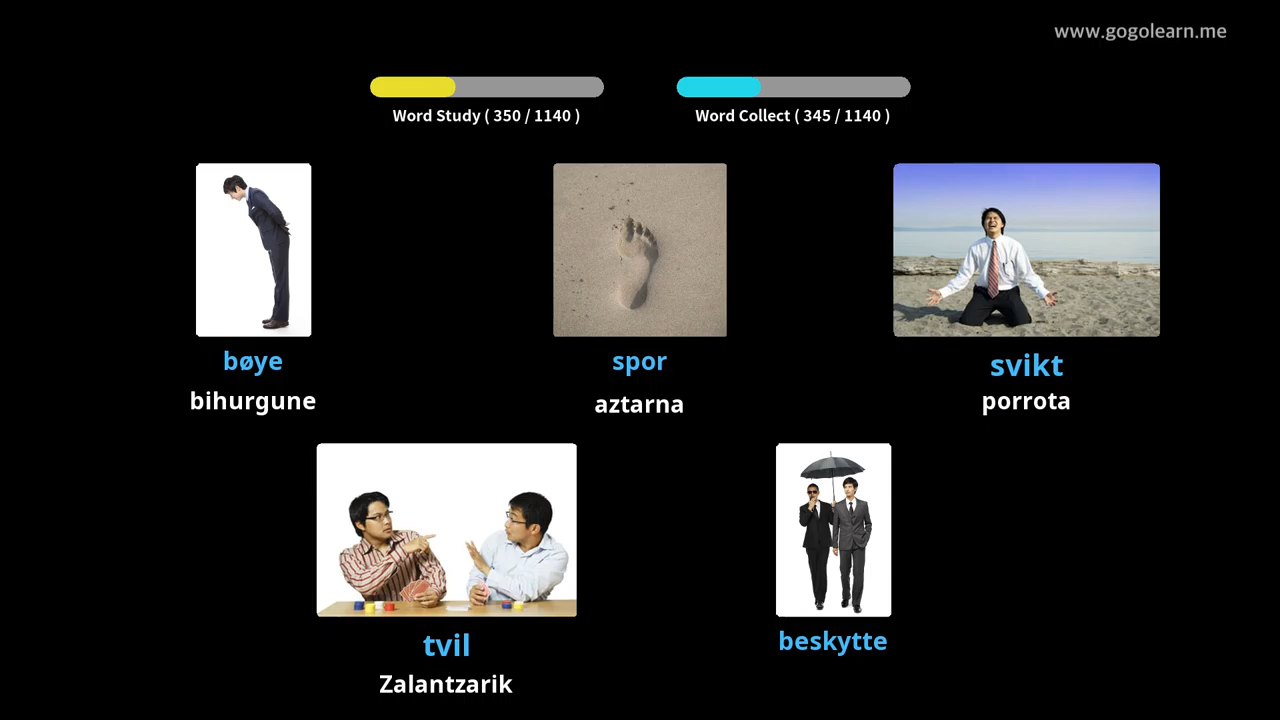 www.gogolearn.me
Word Study ( 350 / 1140 )
Word Collect ( 345 / 1140 )
bøye
bihurgune
spor
aztarna
svikt
porrota
tvil
Zalantzarik
beskytte